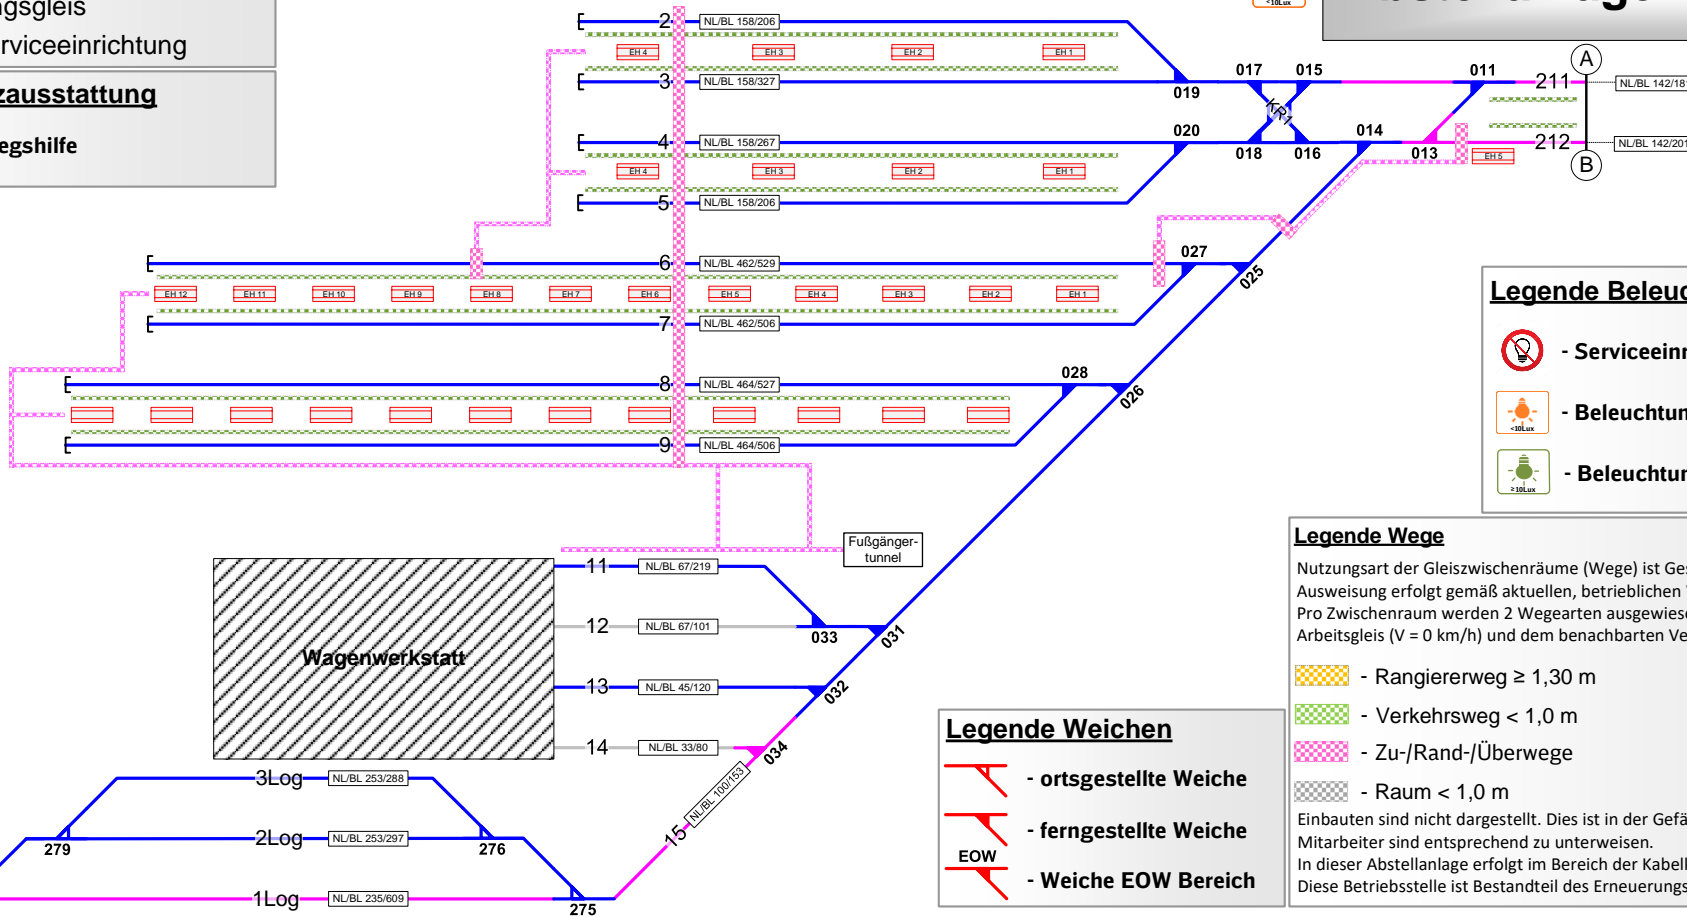 ngsgleis
erviceeinrichtung
zausstattung
egshilfe
<10Lux
2 NL/BL 158/206
EH 4 EH 3 EH 2 EH 1
3 NL/BL 158/327
019 017 015 011 211 A NL/BL 142/181
KR1
4 NL/BL 158/267
020 018 016 014 013 212 B NL/BL 142/201
EH 5
EH 4 EH 3 EH 2 EH 1
5 NL/BL 158/206
6 NL/BL 462/529
027 025
EH 12 EH 11 EH 10 EH 9 EH 8 EH 7 EH 6 EH 5 EH 4 EH 3 EH 2 EH 1
7 NL/BL 462/506
8 NL/BL 464/527
028 026
9 NL/BL 464/506
Fußgänger-
tunnel
11 NL/BL 67/219
12 NL/BL 67/101
033 031
Wagenwerkstatt
13 NL/BL 45/120
032
14 NL/BL 33/80
034
15 NL/BL 100/153
3Log NL/BL 253/288
2Log NL/BL 253/297
279 276
1Log NL/BL 235/609
275
Legende Weichen
- ortsgestellte Weiche
- ferngestellte Weiche
EOW
- Weiche EOW Bereich
Legende Beleuc
- Serviceeinr
<10Lux
- Beleuchtun
≥10Lux
- Beleuchtun
Legende Wege
Nutzungsart der Gleiszwischenräume (Wege) ist Ges
Ausweisung erfolgt gemäß aktuellen, betrieblichen
Pro Zwischenraum werden 2 Wegearten ausgewiese
Arbeitsgleis (V = 0 km/h) und dem benachbarten Ve
- Rangiererweg ≥ 1,30 m
- Verkehrsweg < 1,0 m
- Zu-/Rand-/Überwege
- Raum < 1,0 m
Einbauten sind nicht dargestellt. Dies ist in der Gefä
Mitarbeiter sind entsprechend zu unterweisen.
In dieser Abstellanlage erfolgt im Bereich der Kabell
Diese Betriebsstelle ist Bestandteil des Erneuerungs